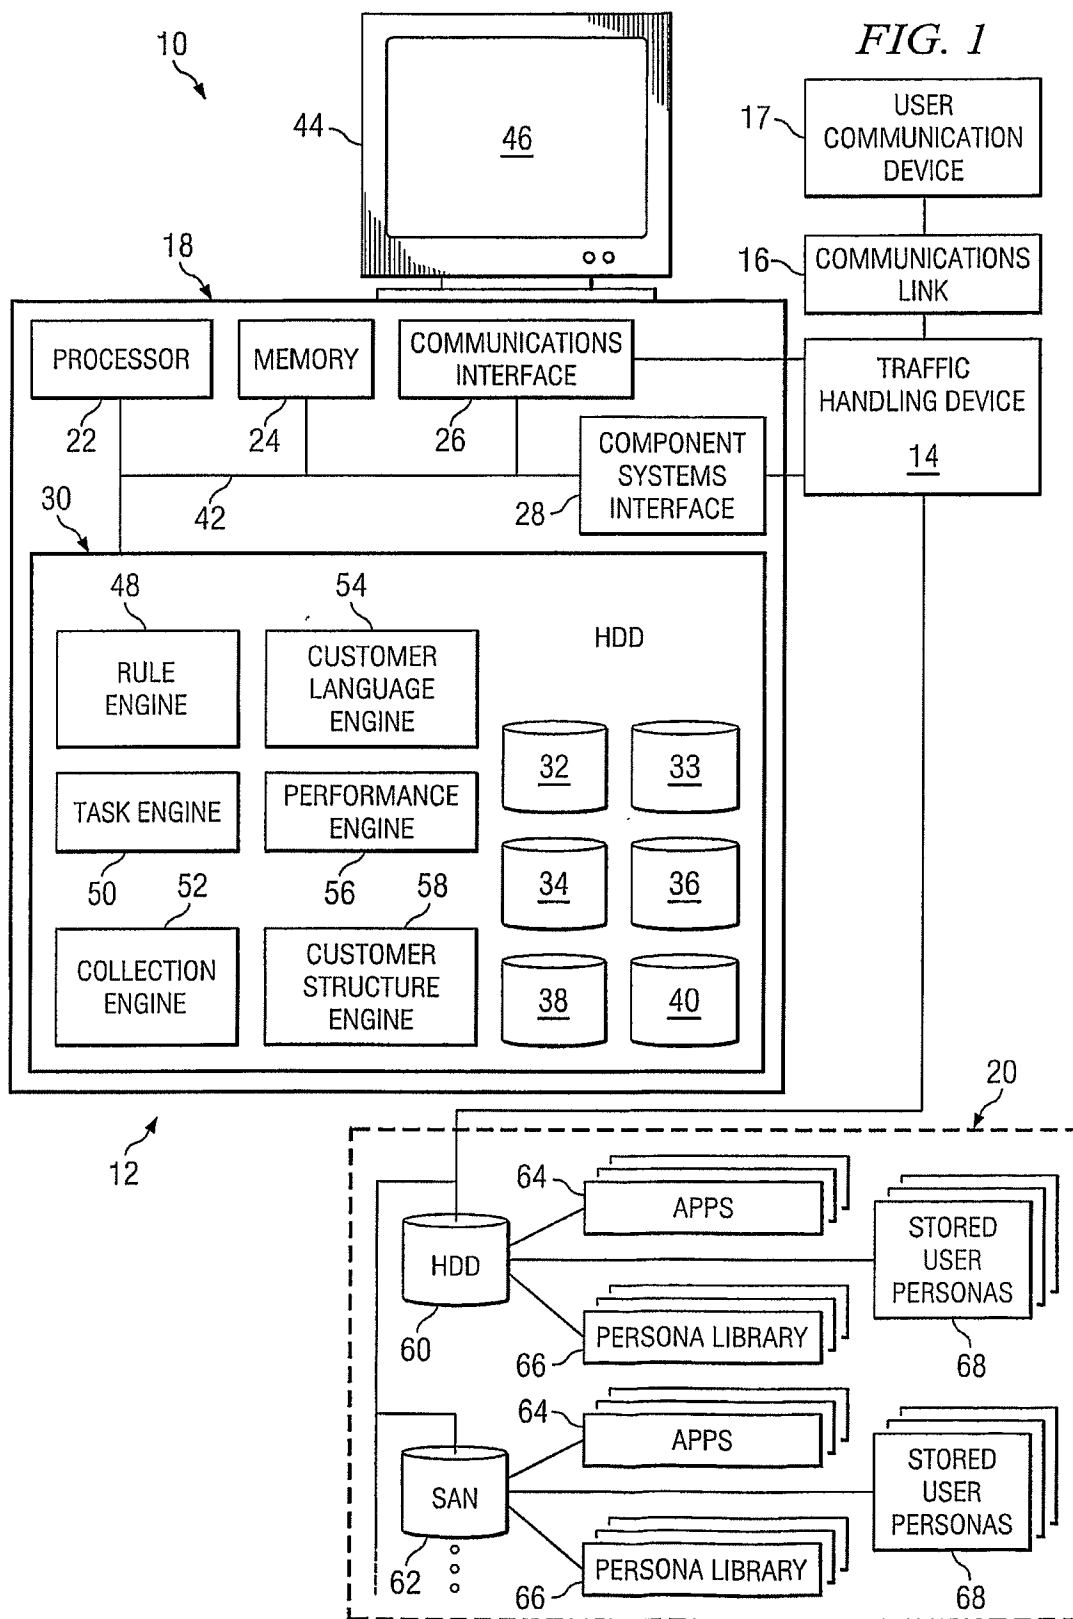 FIG. 1
10
44
46
17
USER
COMMUNICATION
DEVICE
16
COMMUNICATIONS
LINK
18
PROCESSOR
22
MEMORY
24
COMMUNICATIONS
INTERFACE
26
TRAFFIC
HANDLING DEVICE
14
COMPONENT
SYSTEMS
INTERFACE
28
42
30
48
RULE
ENGINE
54
CUSTOMER
LANGUAGE
ENGINE
HDD
32
33
TASK ENGINE
50
PERFORMANCE
ENGINE
56
34
36
52
COLLECTION
ENGINE
58
CUSTOMER
STRUCTURE
ENGINE
38
40
12
20
HDD
60
64
APPS
66
PERSONA LIBRARY
STORED
USER
PERSONAS
68
SAN
62
64
APPS
66
PERSONA LIBRARY
STORED
USER
PERSONAS
68